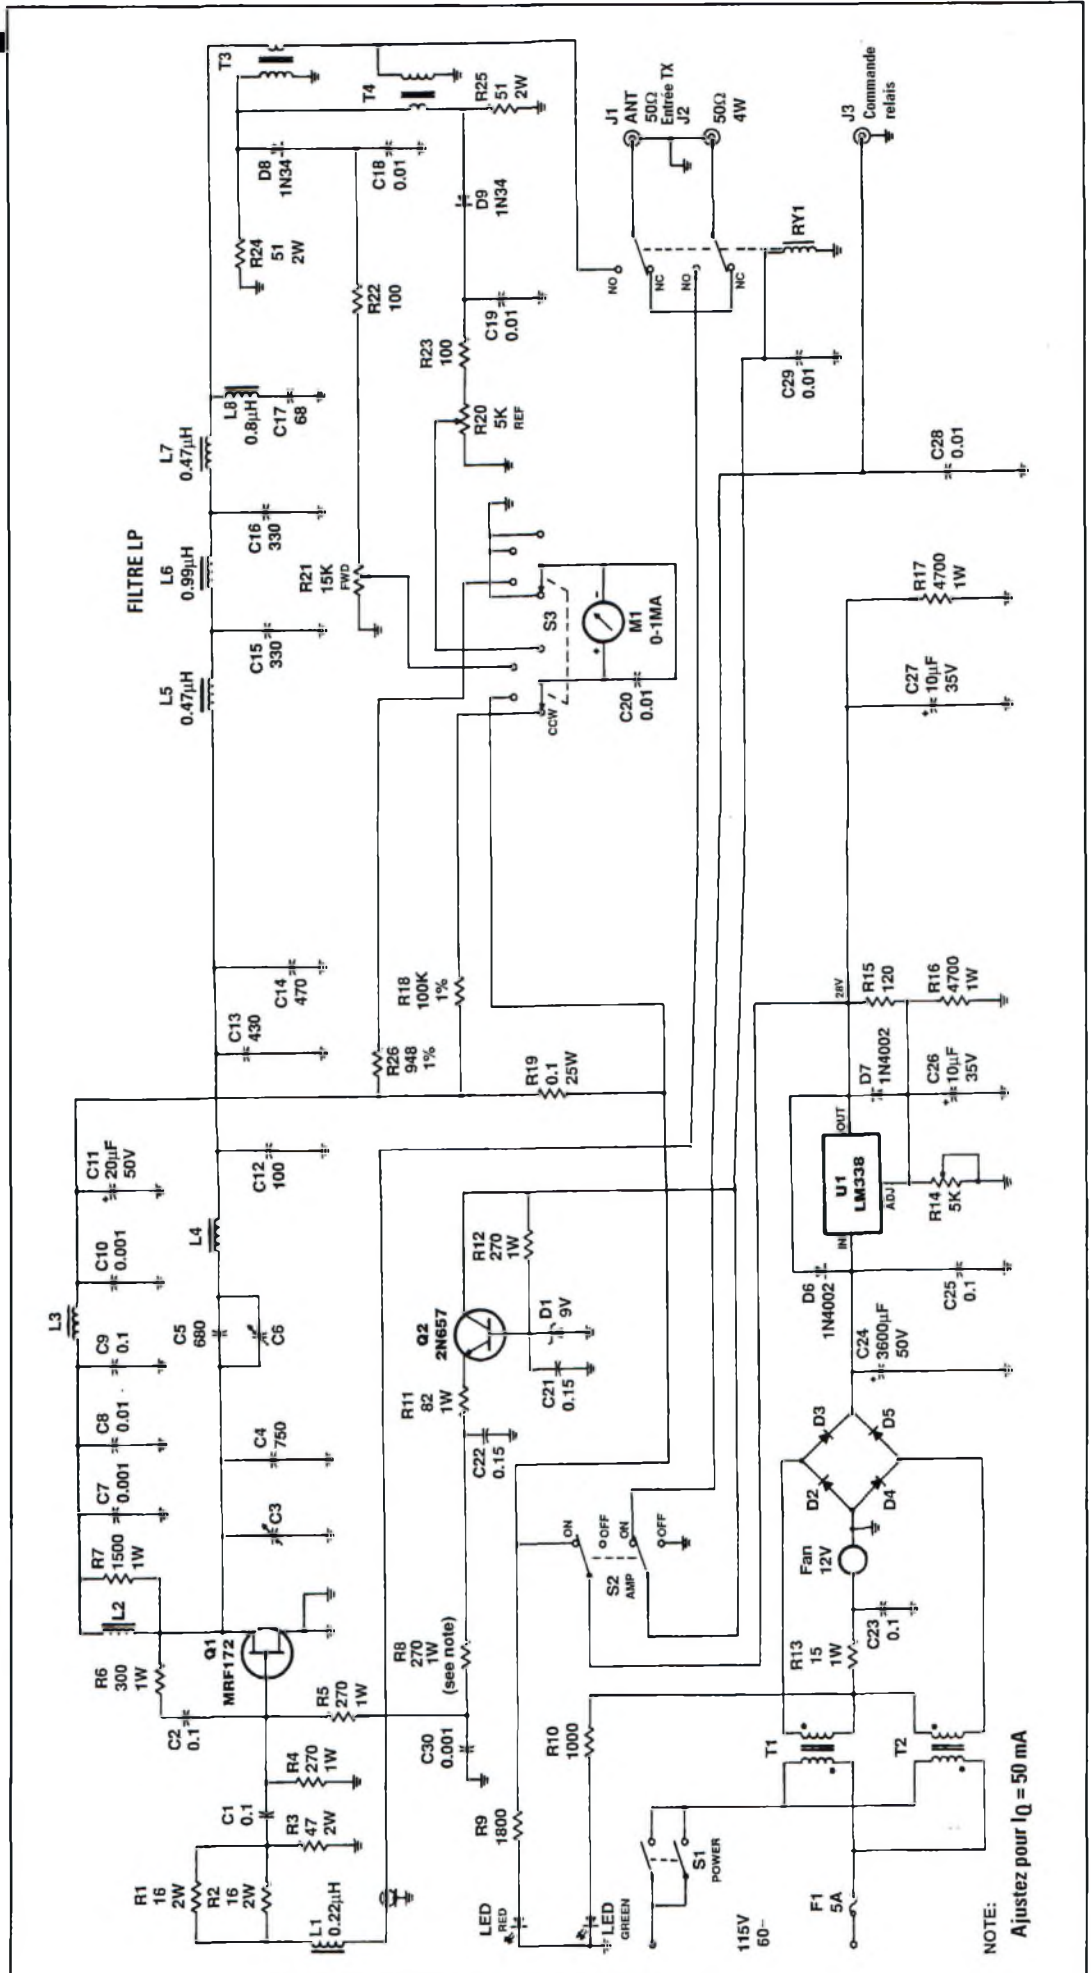 FILTRE LP
L3
C7
0.001
C8
0.01
C9
0.1
C10
0.001
C11
20µF
50V
R7
1500
1W
L2
R6
300
1W
C2
0.1
Q1
MRF172
C3
C4
750
C5
680
C6
L4
C12
100
C13
430
C14
470
L5
0.47µH
C15
330
L6
0.99µH
C16
330
L7
0.47µH
L8
0.8µH
C17
68
R24
51
2W
D8
1N34
T3
T4
C18
0.01
R25
51
2W
R1
16
2W
R2
16
2W
L1
0.22µH
C1
0.1
R3
47
2W
R4
270
1W
R5
270
1W
R8
270
1W
(see note)
C30
0.001
R11
82
1W
C22
0.15
Q2
2N657
C21
0.15
D1
9V
R12
270
1W
R26
948
1%
R18
100K
1%
R19
0.1
25W
R21
15K
FWD
R22
100
R20
5K
REF
R23
100
C19
0.01
D9
1N34
S3
CCW
M1
0-1MA
+
-
C20
0.01
NO
NC
NO
NC
J1
ANT
50Ω
Entrée TX
J2
50Ω
4W
RY1
J3
Commande
relais
C29
0.01
C28
0.01
LED
RED
R9
1800
LED
GREEN
R10
1000
S2
AMP
ON
OFF
ON
OFF
S1
POWER
115V
60~
F1
5A
T1
T2
R13
15
1W
C23
0.1
Fan
12V
D2
D3
D4
D5
C24
3600µF
50V
+
D6
1N4002
C25
0.1
U1
LM338
IN
OUT
ADJ
R14
5K
D7
1N4002
C26
10µF
35V
+
28V
R15
120
R16
4700
1W
C27
10µF
35V
+
R17
4700
1W
NOTE:
Ajustez pour IQ = 50 mA